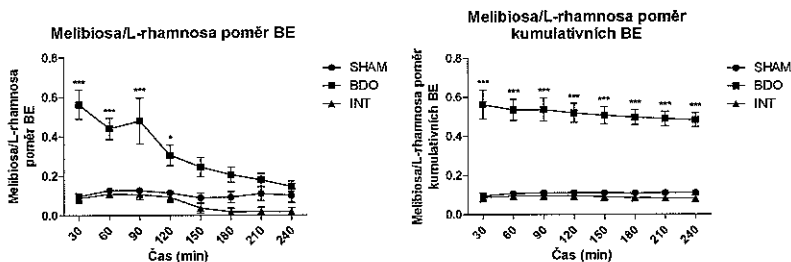 Melibiosa/L-rhamnosa poměr BE
Melibiosa/L-rhamnosa
poměr BE
0.8
0.6
0.4
0.2
0.0
***
***
***
*
SHAM
BDO
INT
30
60
90
120
150
180
210
240
Čas (min)
Melibiosa/L-rhamnosa poměr
kumulativních BE
Melibiosa/L-rhamnosa poměr
kumulativních BE
0.8
0.6
0.4
0.2
0.0
***
***
***
***
***
***
***
***
SHAM
BDO
INT
30
60
90
120
150
180
210
240
Čas (min)